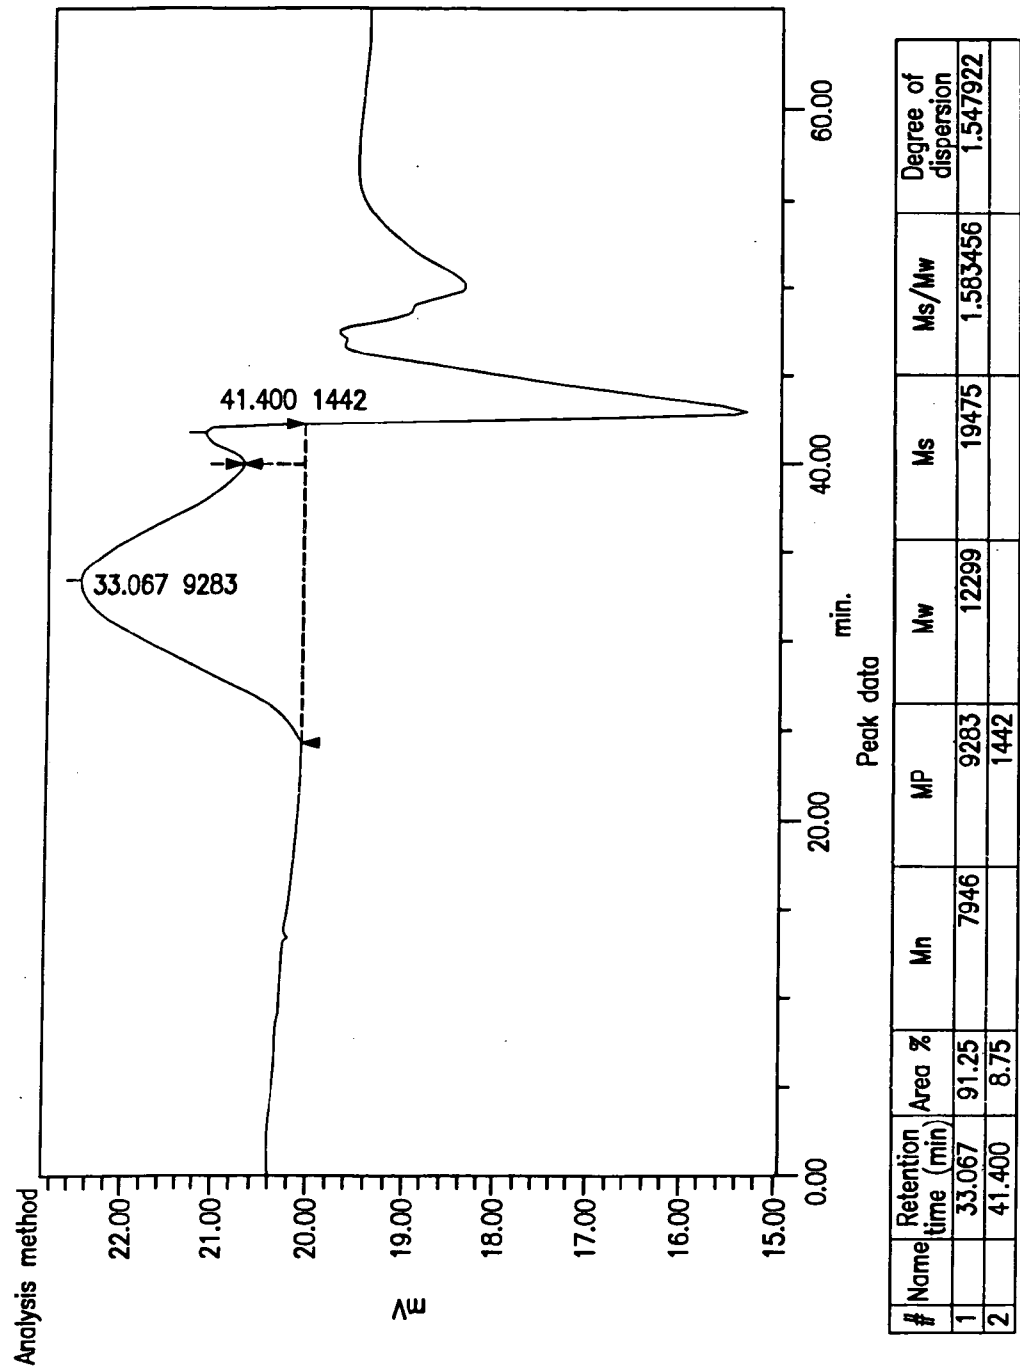 Analysis method
mV
22.00
21.00
20.00
19.00
18.00
17.00
16.00
15.00
33.067 9283
41.400 1442
0.00 20.00 40.00 60.00
min.
Peak data
# Name Retention time (min) Area % Mn MP Mw Ms Ms/Mw Degree of dispersion
1 33.067 91.25 7946 9283 12299 19475 1.583456 1.547922
2 41.400 8.75 1442